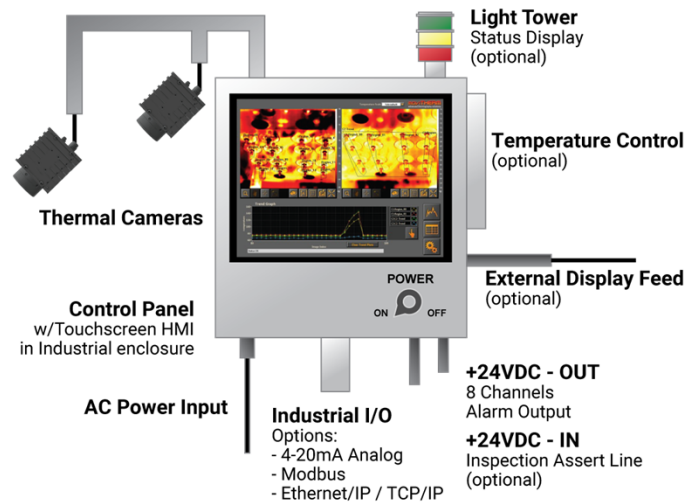 Light Tower
Status Display
(optional)
Temperature Control
(optional)
Thermal Cameras
Trend Graph
External Display Feed
(optional)
POWER
ON
OFF
Control Panel
w/Touchscreen HMI
in Industrial enclosure
AC Power Input
+24VDC - OUT
8 Channels
Alarm Output
+24VDC - IN
Inspection Assert Line
(optional)
Industrial I/O
Options:
- 4-20mA Analog
- Modbus
- Ethernet/IP / TCP/IP